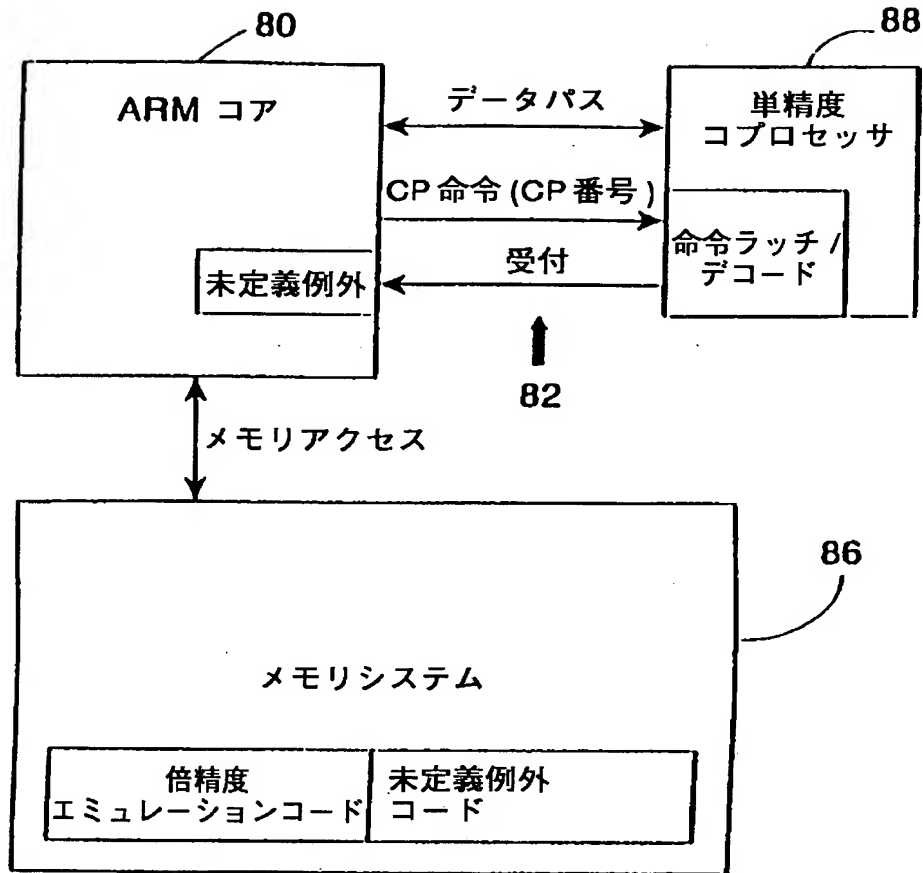 80
88
ARM コア
データパス
単精度
コプロセッサ
CP 命令 (CP 番号)
命令ラッチ /
デコード
未定義例外
受付
82
メモリアクセス
86
メモリシステム
倍精度
エミュレーションコード
未定義例外
コード